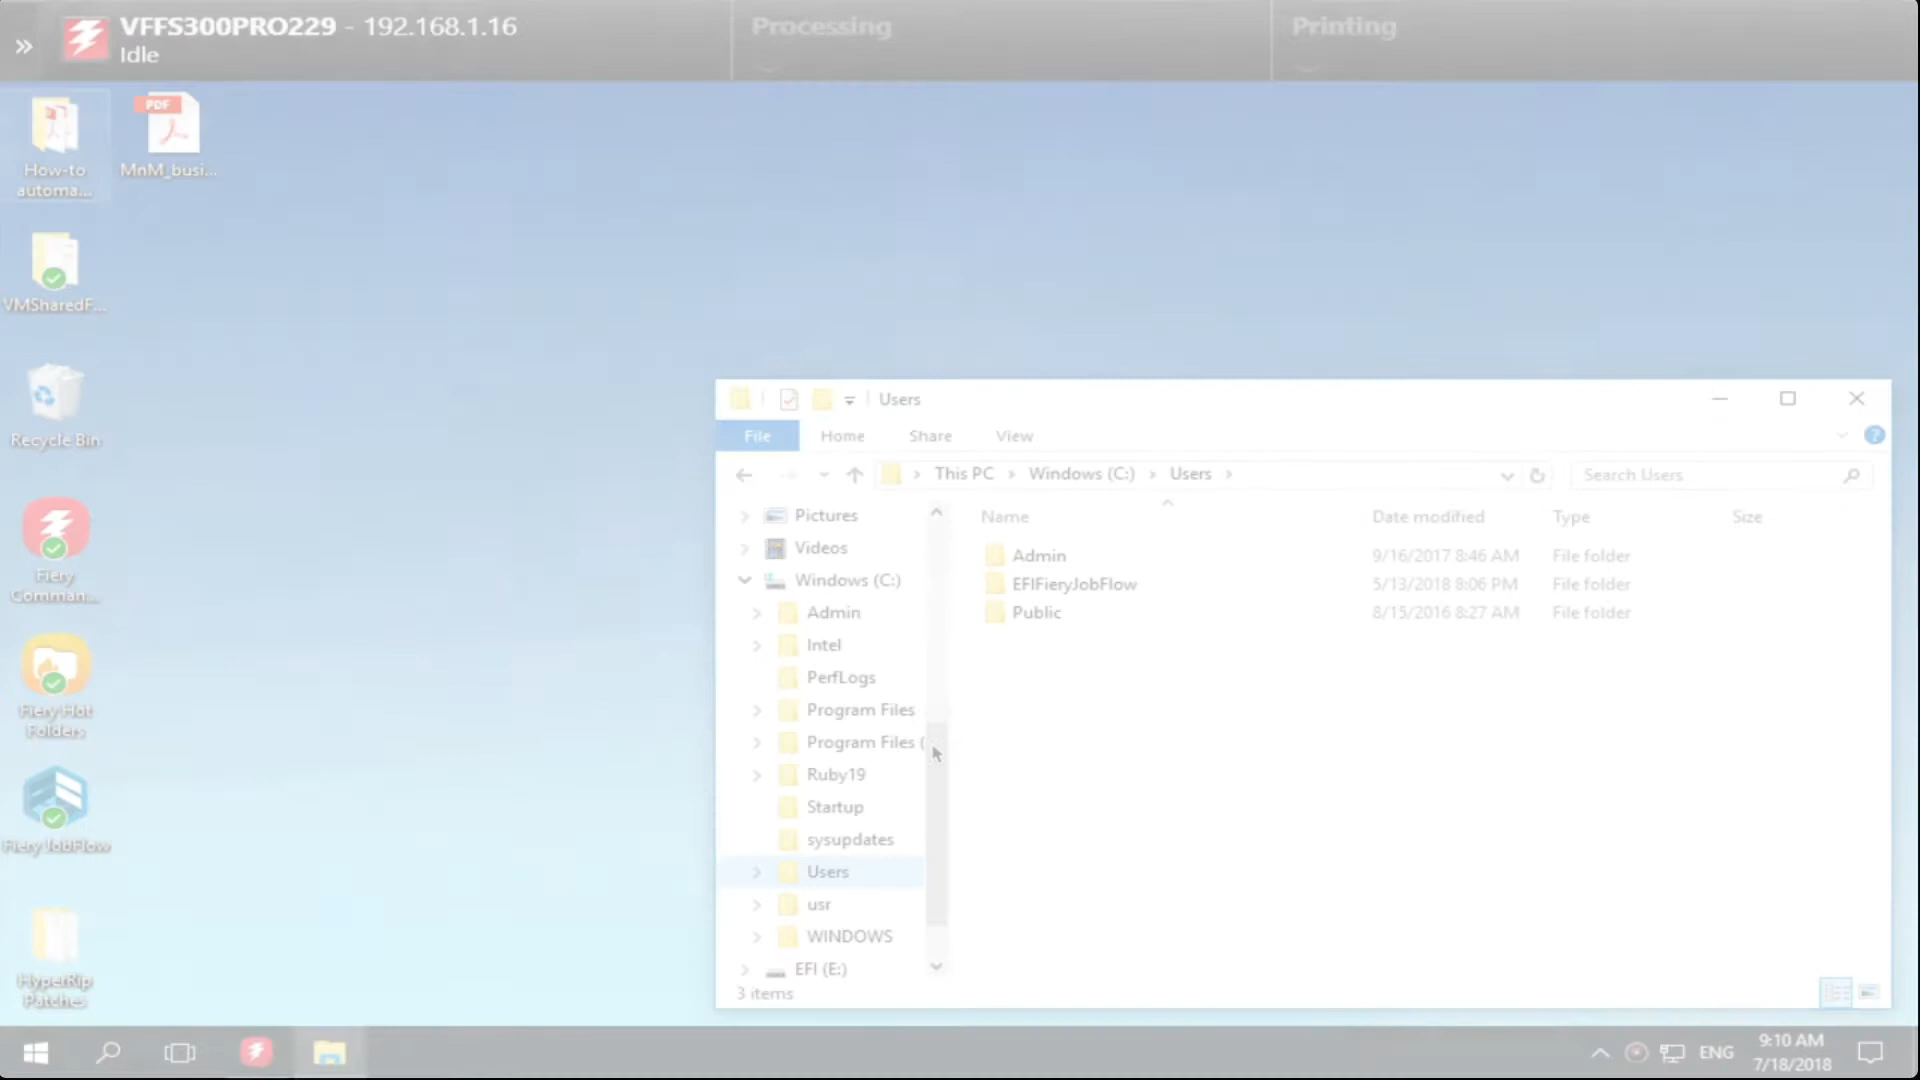 VFFS300PRO229 - 192.168.1.16
Idle
Processing
Printing
How-to
automa...
PDF
MnM_busi...
VMSharedF...
Recycle Bin
Fiery
Comman...
Fiery Hot
Folders
Fiery JobFlow
HyperRip
Patches
Users
File
Home
Share
View
?
This PC
Windows (C:)
Users
Search Users
Pictures
Videos
Windows (C:)
Admin
Intel
PerfLogs
Program Files
Program Files (
Ruby19
Startup
sysupdates
Users
usr
WINDOWS
EFI (E:)
Name
Date modified
Type
Size
Admin
9/16/2017 8:46 AM
File folder
EFIFieryJobFlow
5/13/2018 8:06 PM
File folder
Public
8/15/2016 8:27 AM
File folder
3 items
ENG
9:10 AM
7/18/2018